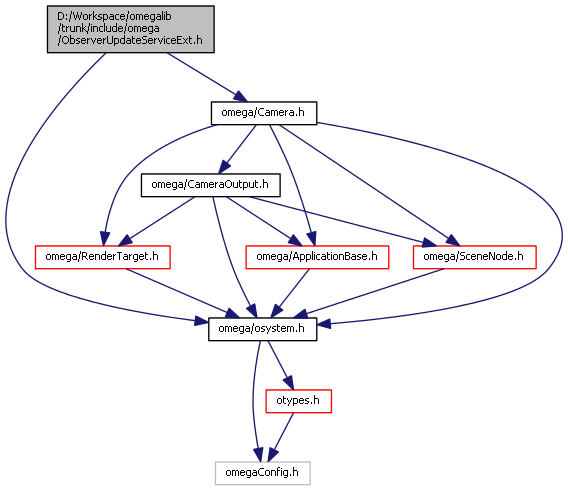 D:/Workspace/omegalib
/trunk/include/omega
/ObserverUpdateServiceExt.h
omega/Camera.h
omega/CameraOutput.h
omega/RenderTarget.h
omega/ApplicationBase.h
omega/SceneNode.h
omega/osystem.h
otypes.h
omegaConfig.h